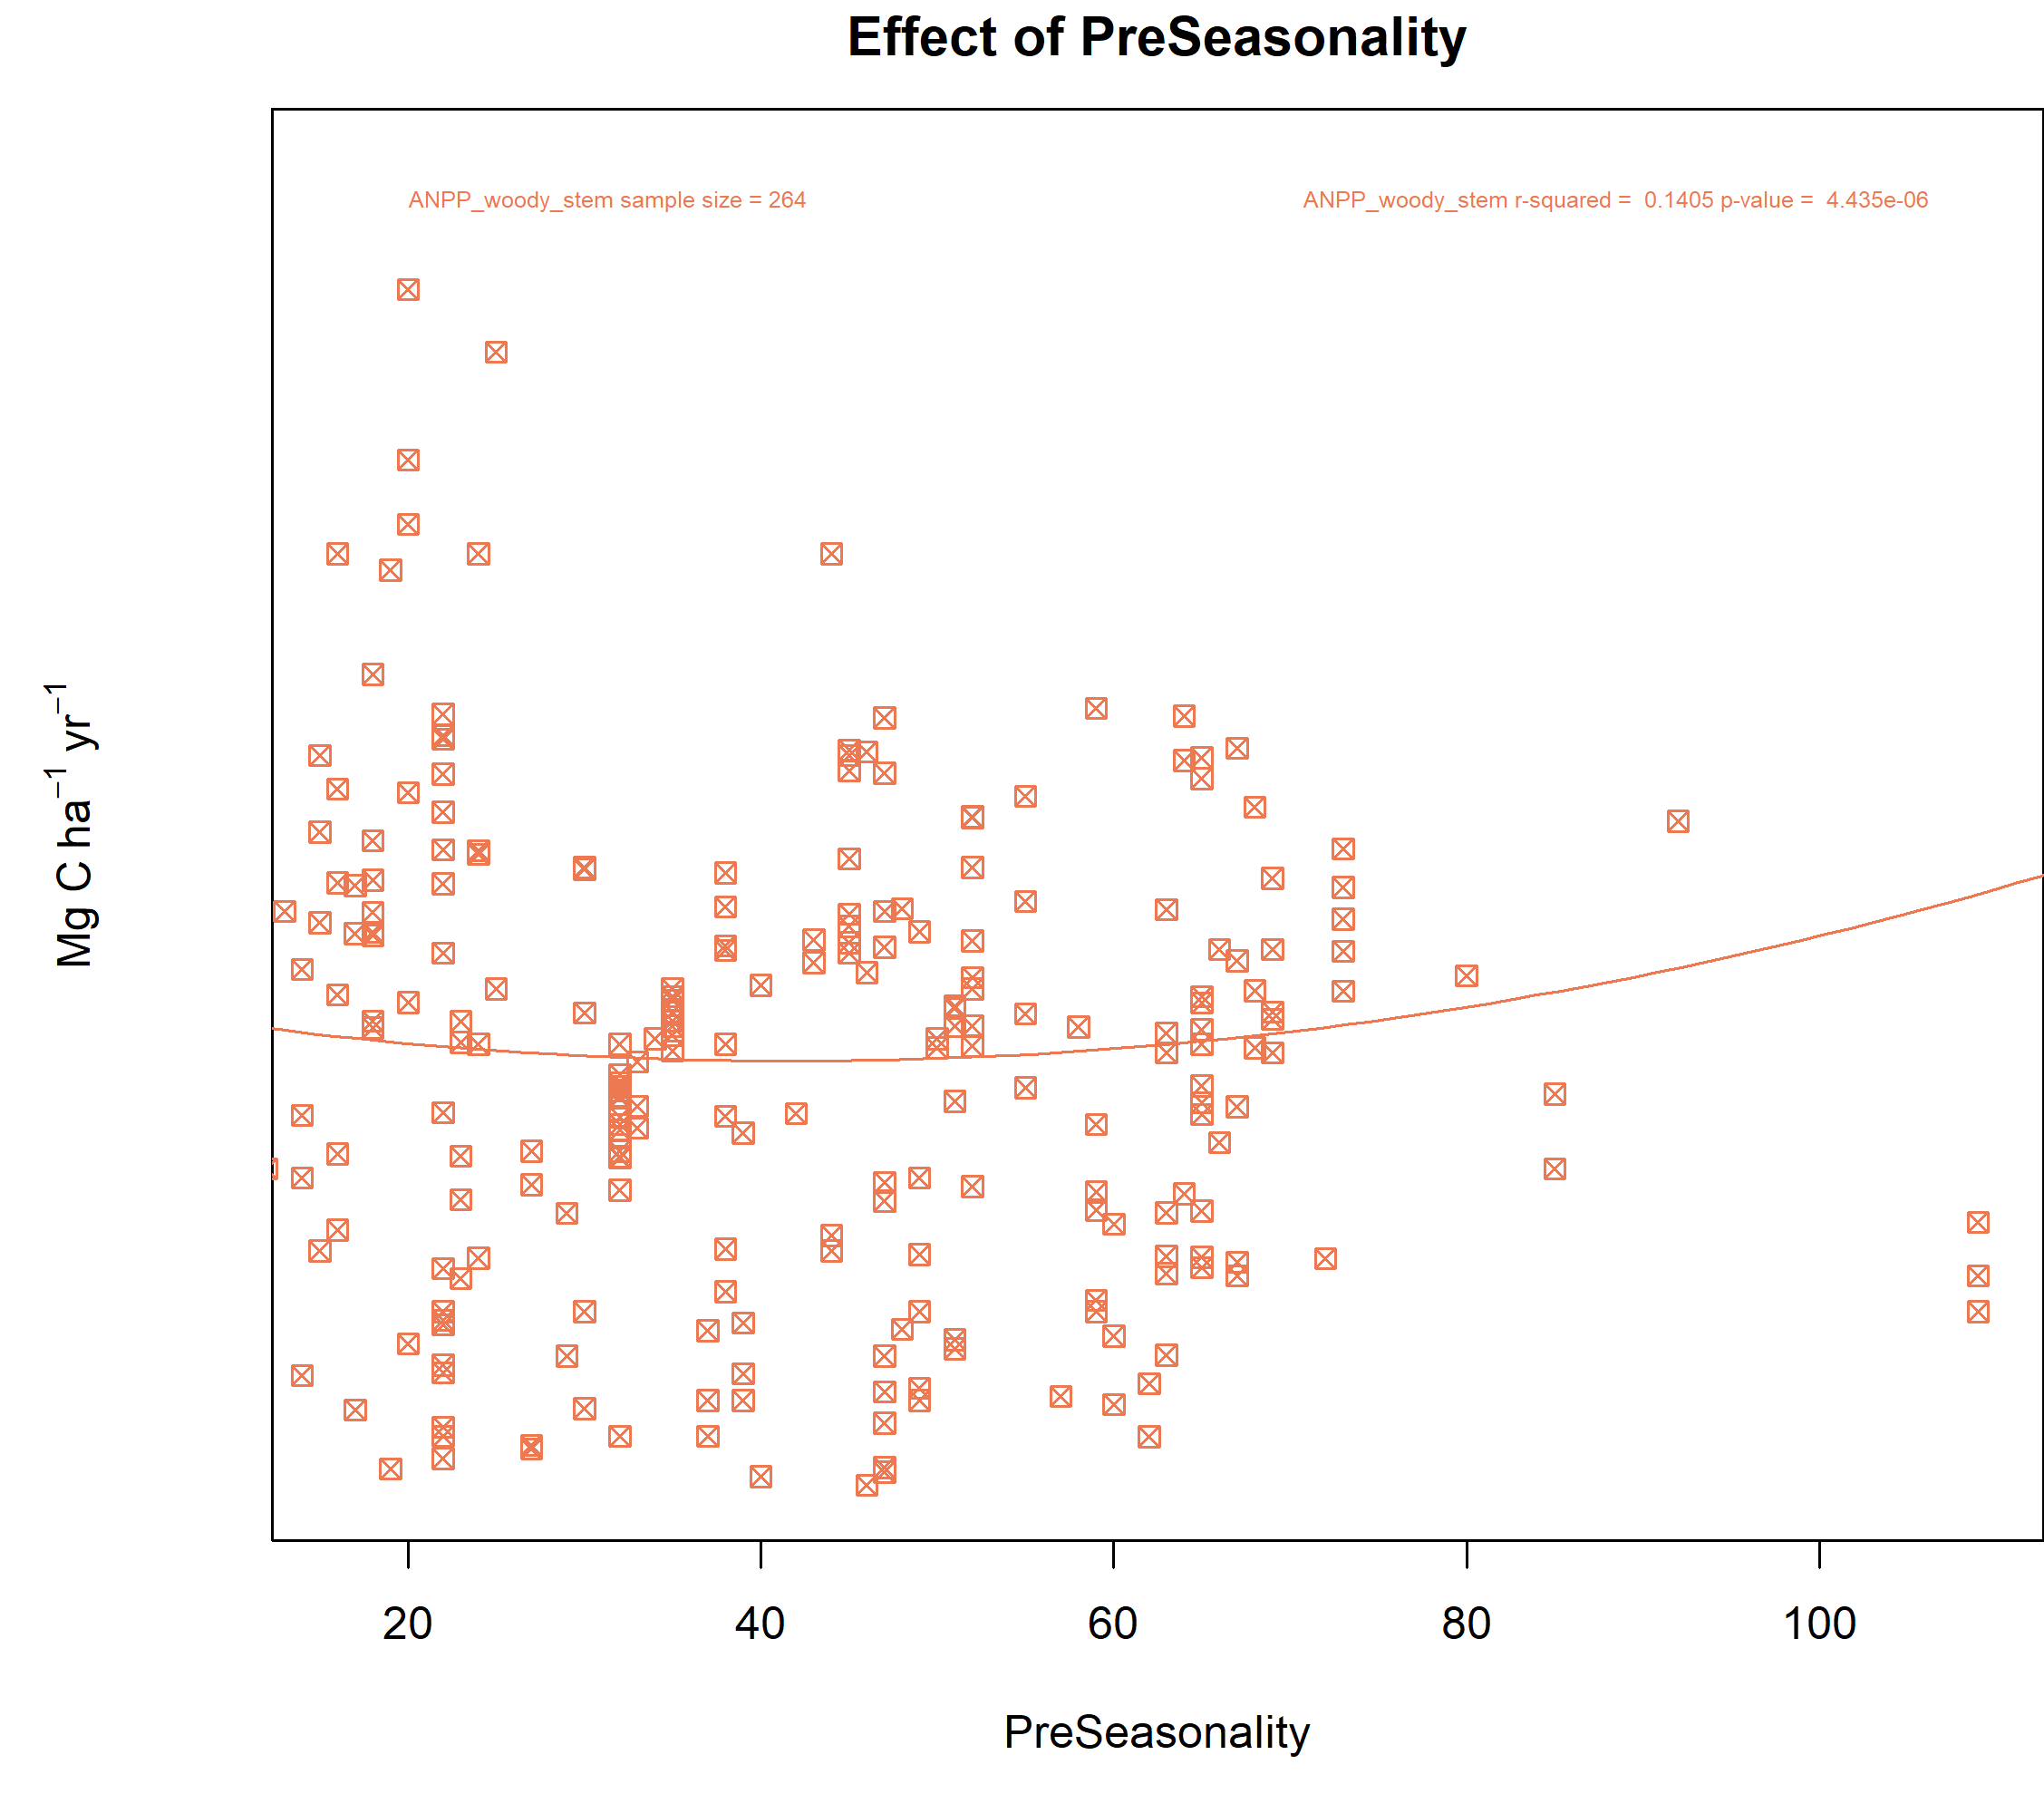 Effect of PreSeasonality
ANPP_woody_stem sample size = 264
ANPP_woody_stem r-squared = 0.1405 p-value = 4.435e-06
Mg C ha⁻¹ yr⁻¹
20 40 60 80 100
PreSeasonality